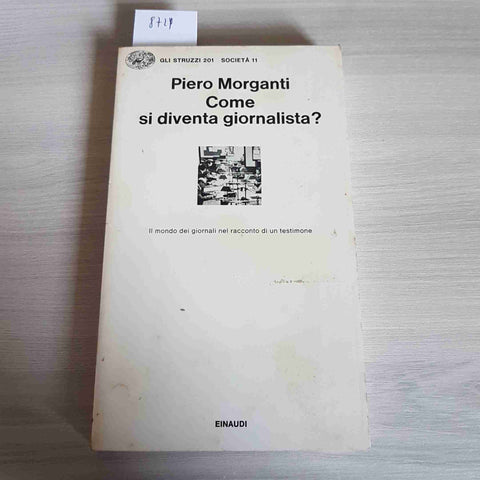 GLI STRUZZI 201 SOCIETÀ 11
Piero Morganti
Come
si diventa giornalista?
Il mondo dei giornali nel racconto di un testimone
EINAUDI